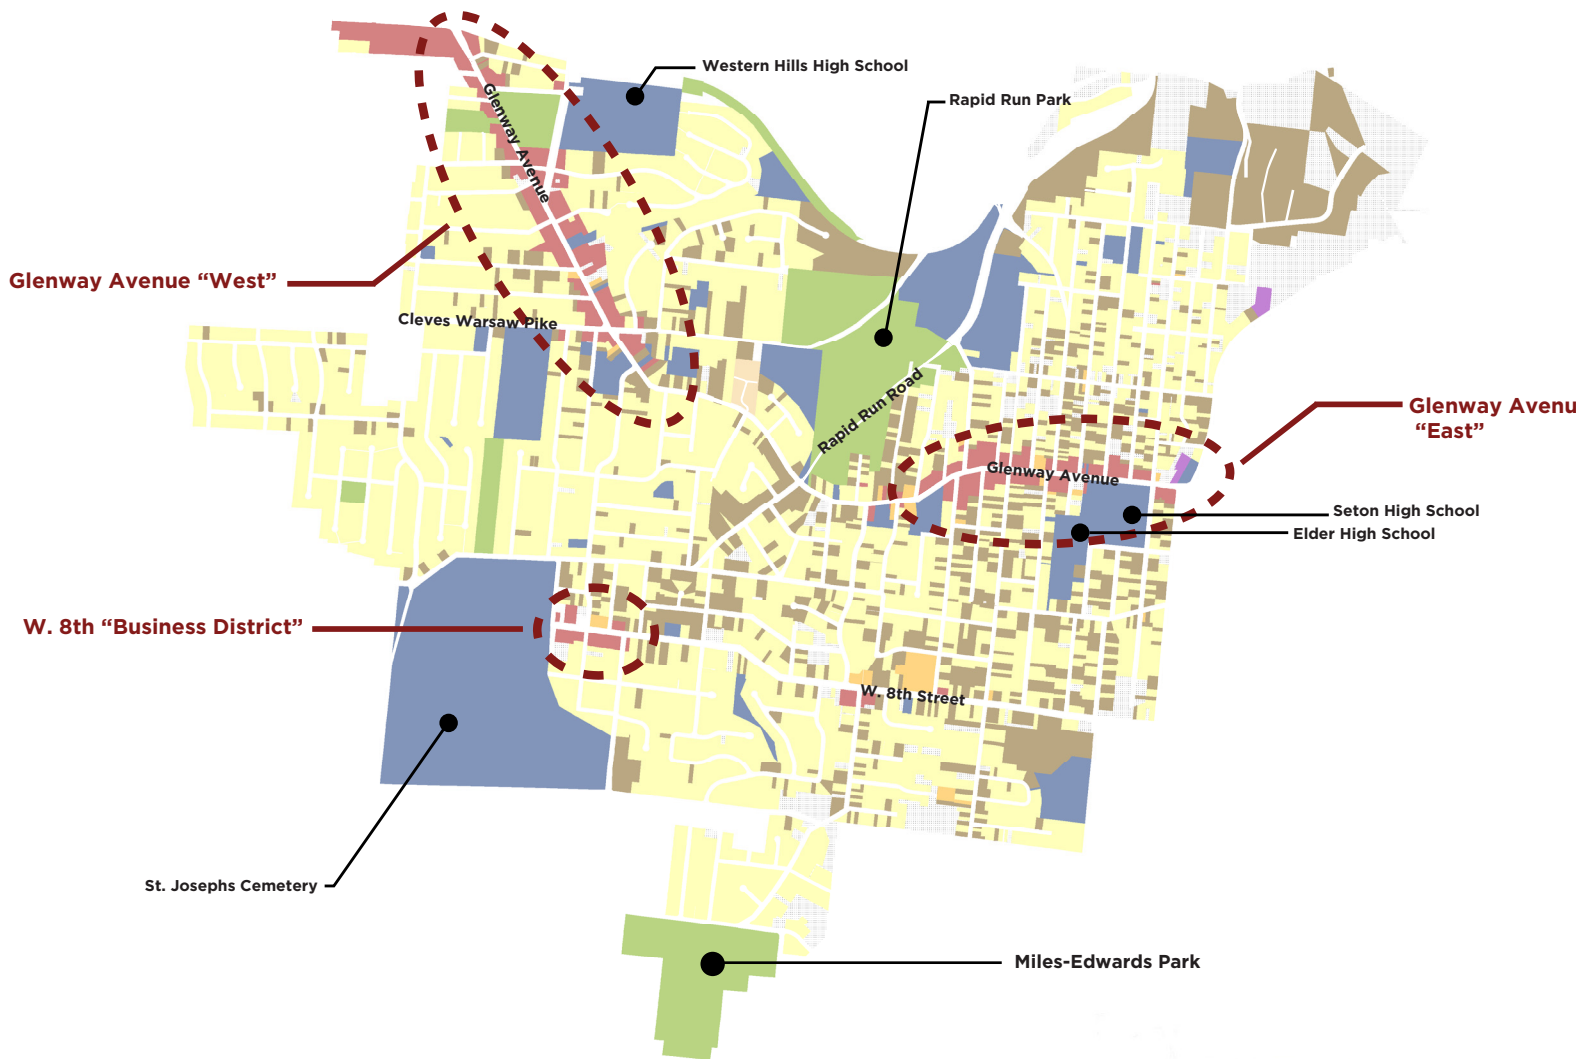 Western Hills High School
Rapid Run Park
Glenway Avenue
Glenway Avenue “West”
Cleves Warsaw Pike
Rapid Run Road
Glenway Avenu
“East”
Glenway Avenue
Seton High School
Elder High School
W. 8th “Business District”
W. 8th Street
St. Josephs Cemetery
Miles-Edwards Park